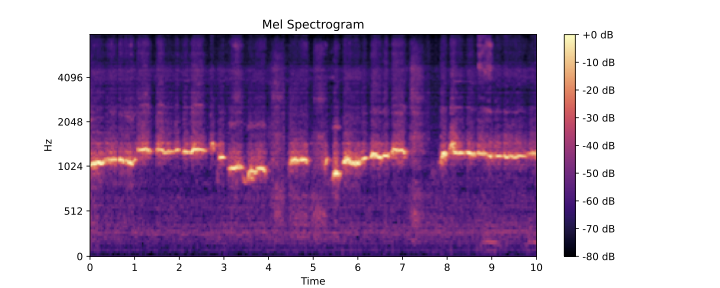 Mel Spectrogram
Hz
4096
2048
1024
512
0
0 1 2 3 4 5 6 7 8 9 10
Time
+0 dB
-10 dB
-20 dB
-30 dB
-40 dB
-50 dB
-60 dB
-70 dB
-80 dB